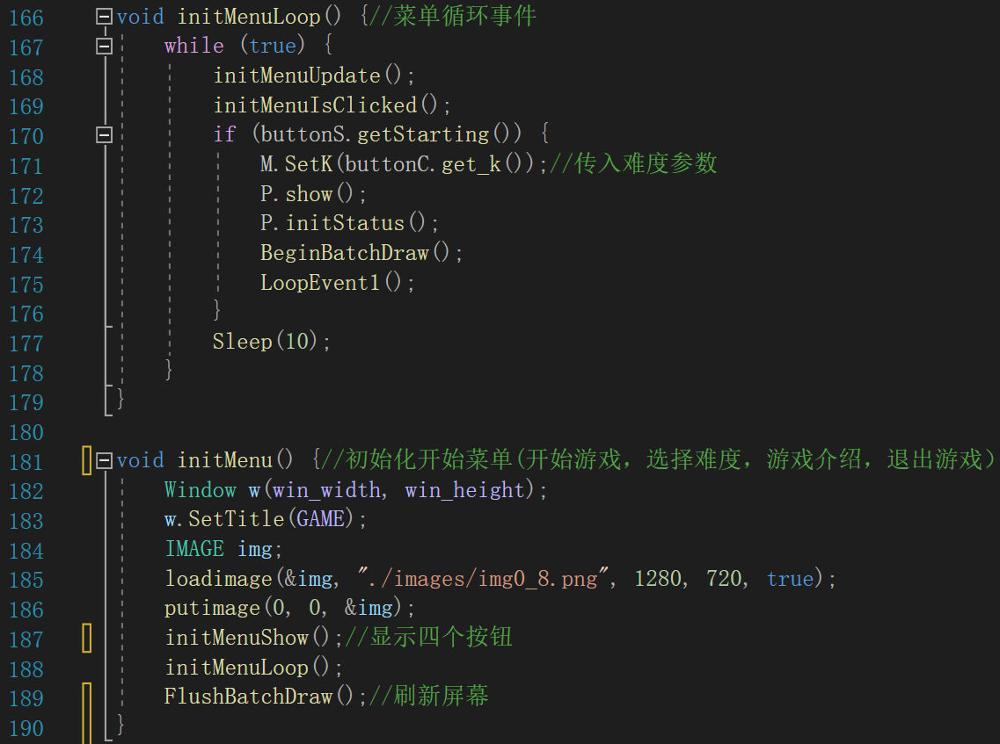 166 void initMenuLoop() {//菜单循环事件
167 while (true) {
168 initMenuUpdate();
169 initMenuIsClicked();
170 if (buttonS.getStarting()) {
171 M.SetK(buttonC.get_k());//传入难度参数
172 P.show();
173 P.initStatus();
174 BeginBatchDraw();
175 LoopEvent1();
176 }
177 Sleep(10);
178 }
179 }
180
181 void initMenu() {//初始化开始菜单(开始游戏，选择难度，游戏介绍，退出游戏）
182 Window w(win_width, win_height);
183 w.SetTitle(GAME);
184 IMAGE img;
185 loadimage(&img, "./images/img0_8.png", 1280, 720, true);
186 putimage(0, 0, &img);
187 initMenuShow();//显示四个按钮
188 initMenuLoop();
189 FlushBatchDraw();//刷新屏幕
190 }